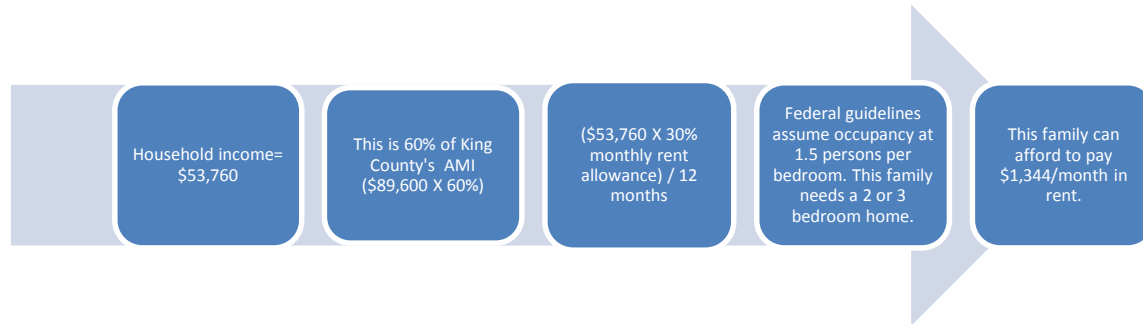 Household income=
$53,760
This is 60% of King
County's AMI
($89,600 X 60%)
($53,760 X 30%
monthly rent
allowance) / 12
months
Federal guidelines
assume occupancy at
1.5 persons per
bedroom. This family
needs a 2 or 3
bedroom home.
This family can
afford to pay
$1,344/month in
rent.